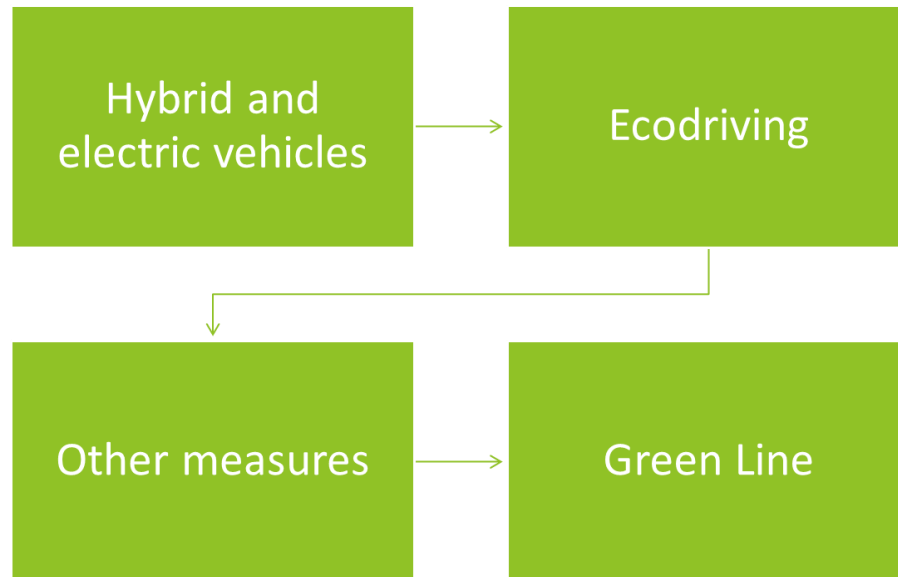 Hybrid and
electric vehicles
Ecodriving
Other measures
Green Line